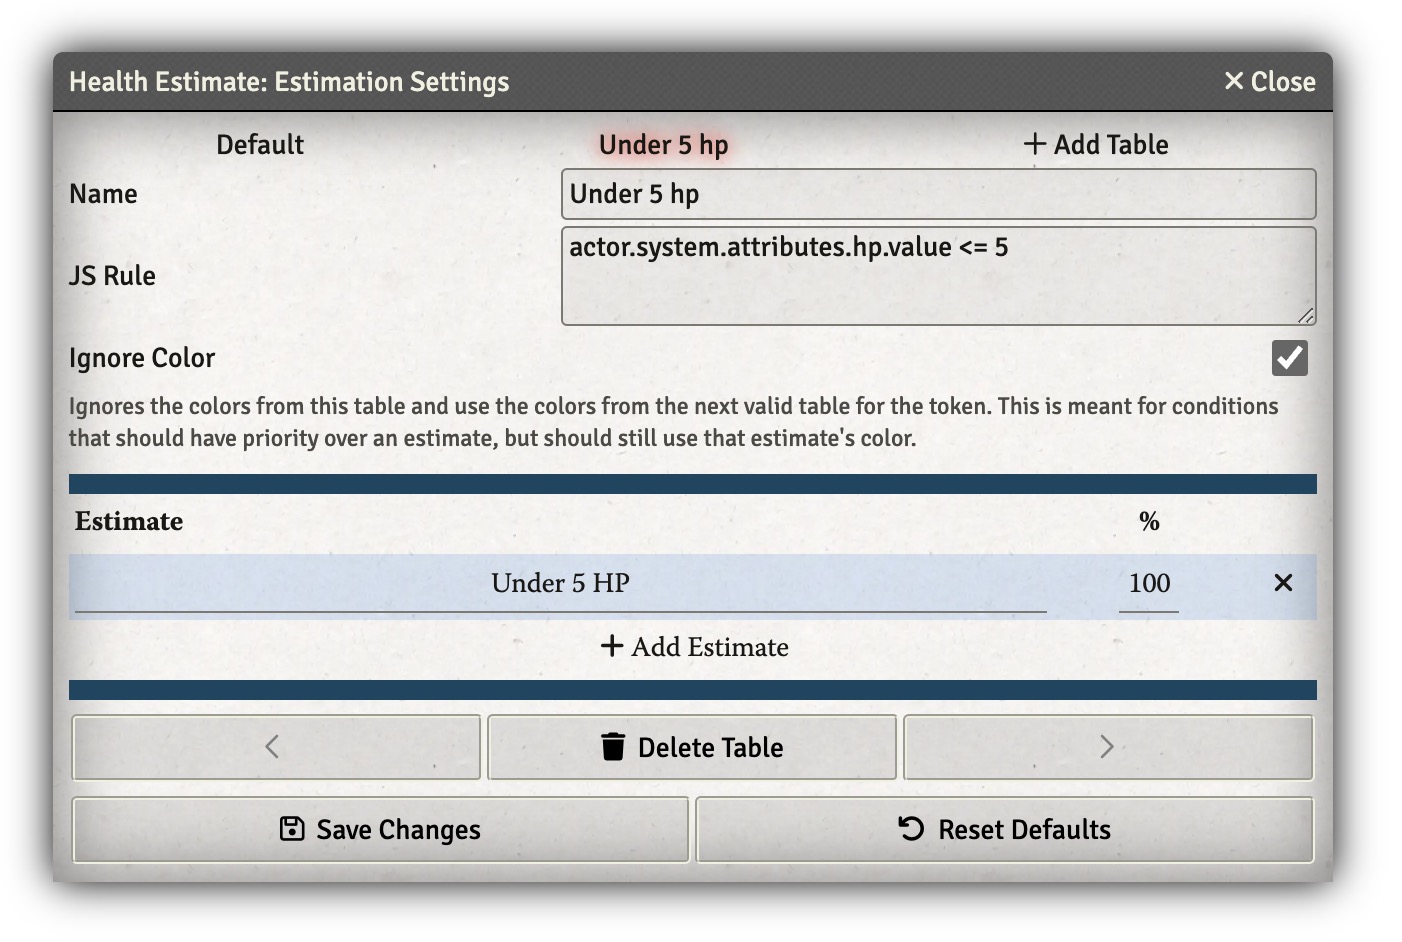 Health Estimate: Estimation Settings
Close
Default
Under 5 hp
Add Table
Name
Under 5 hp
JS Rule
actor.system.attributes.hp.value <= 5
Ignore Color
Ignores the colors from this table and use the colors from the next valid table for the token. This is meant for conditions
that should have priority over an estimate, but should still use that estimate's color.
Estimate
%
Under 5 HP
100
Add Estimate
Delete Table
Save Changes
Reset Defaults